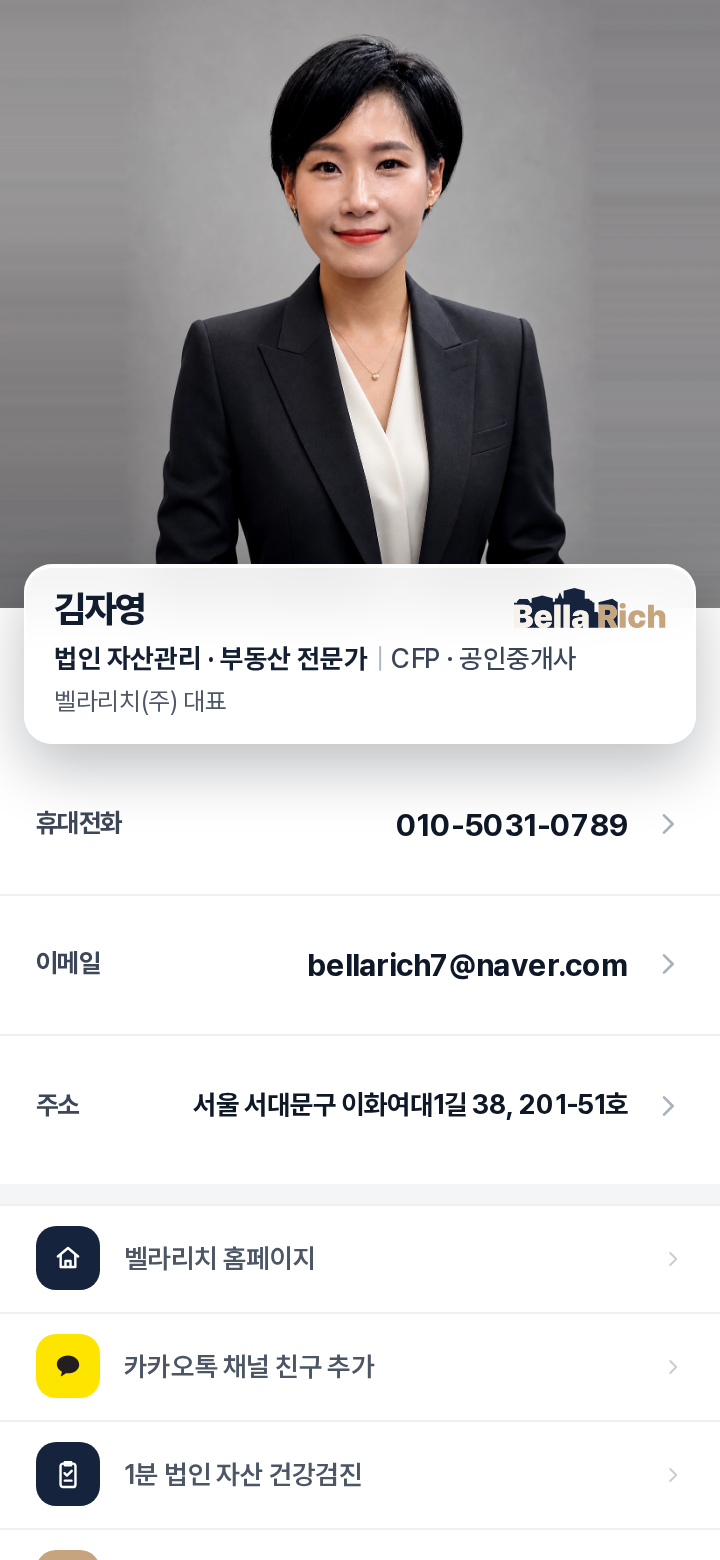 김자영
Bella Rich
법인 자산관리 · 부동산 전문가 | CFP · 공인중개사
벨라리치(주) 대표
휴대전화 010-5031-0789
이메일 bellarich7@naver.com
주소 서울 서대문구 이화여대1길 38, 201-51호
벨라리치 홈페이지
카카오톡 채널 친구 추가
1분 법인 자산 건강검진